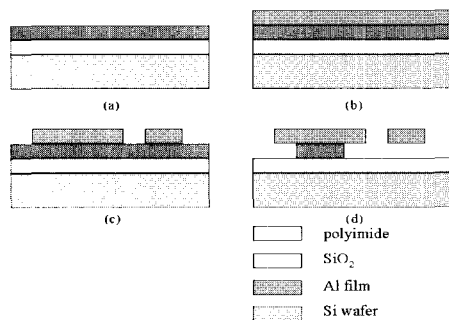 (a)
(b)
(c)
(d)
polyimide
SiO₂
Al film
Si wafer